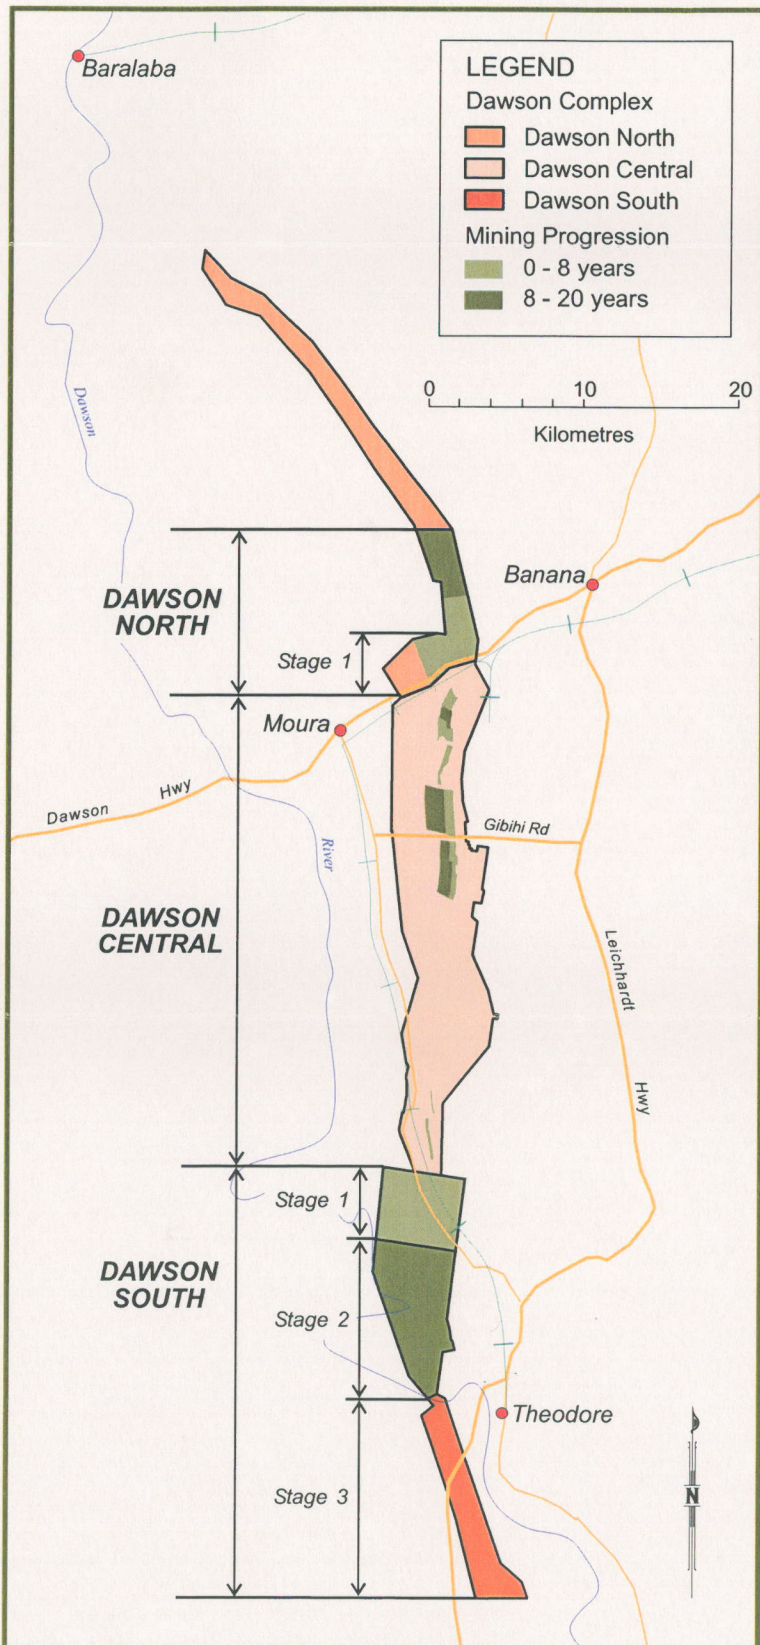 Baralaba
LEGEND
Dawson Complex
Dawson North
Dawson Central
Dawson South
Mining Progression
0 - 8 years
8 - 20 years
0 10 20
Kilometres
Dawson
Banana
DAWSON
NORTH
Stage 1
Moura
Dawson Hwy
River
Gibihi Rd
DAWSON
CENTRAL
Leichhardt
Hwy
Stage 1
DAWSON
SOUTH
Stage 2
Theodore
Stage 3
N